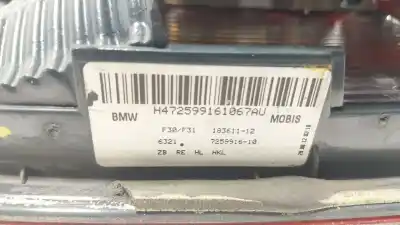 H472599161067AU
BMW MOBIS
F30/F31 183611-12
6321 7259916-10
ZB RE HL HKL